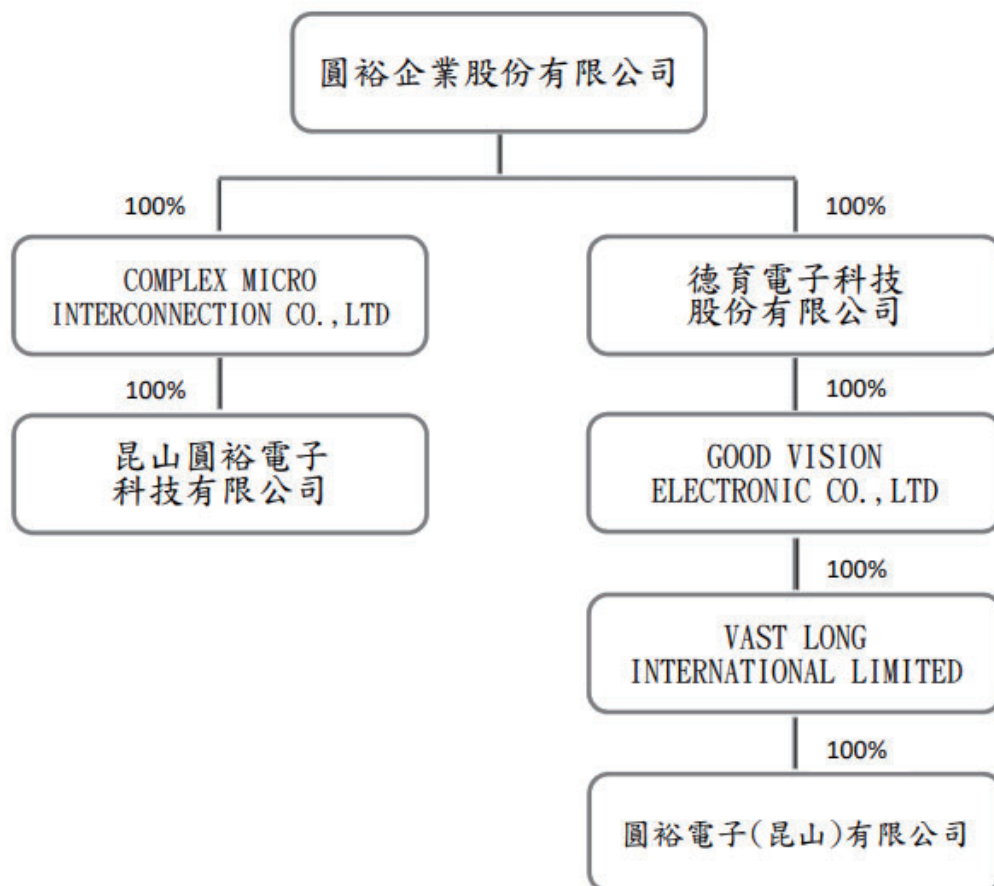 圓裕企業股份有限公司
100%
100%
COMPLEX MICRO
INTERCONNECTION CO.,LTD
德育電子科技
股份有限公司
100%
100%
昆山圓裕電子
科技有限公司
GOOD VISION
ELECTRONIC CO.,LTD
100%
VAST LONG
INTERNATIONAL LIMITED
100%
圓裕電子(昆山)有限公司